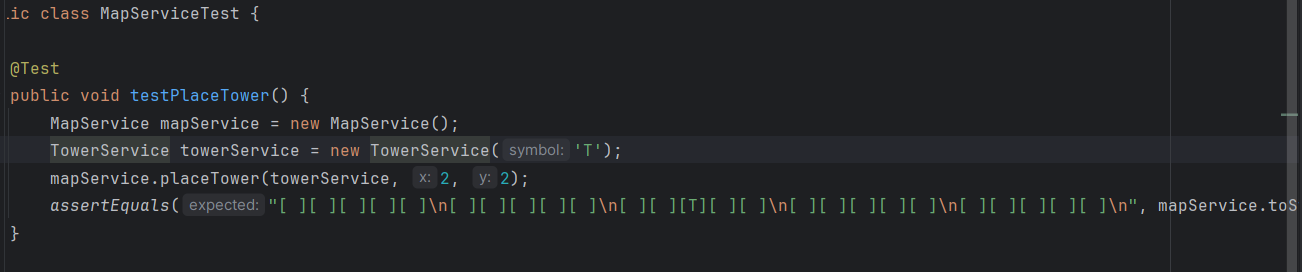 ic class MapServiceTest {
@Test
public void testPlaceTower() {
MapService mapService = new MapService();
TowerService towerService = new TowerService( symbol: 'T');
mapService.placeTower(towerService, x: 2, y: 2);
assertEquals( expected: "[ ][ ][ ][ ][ ]\n[ ][ ][ ][ ][ ]\n[ ][ ][T][ ][ ]\n[ ][ ][ ][ ][ ]\n[ ][ ][ ][ ][ ]\n", mapService.toS
}